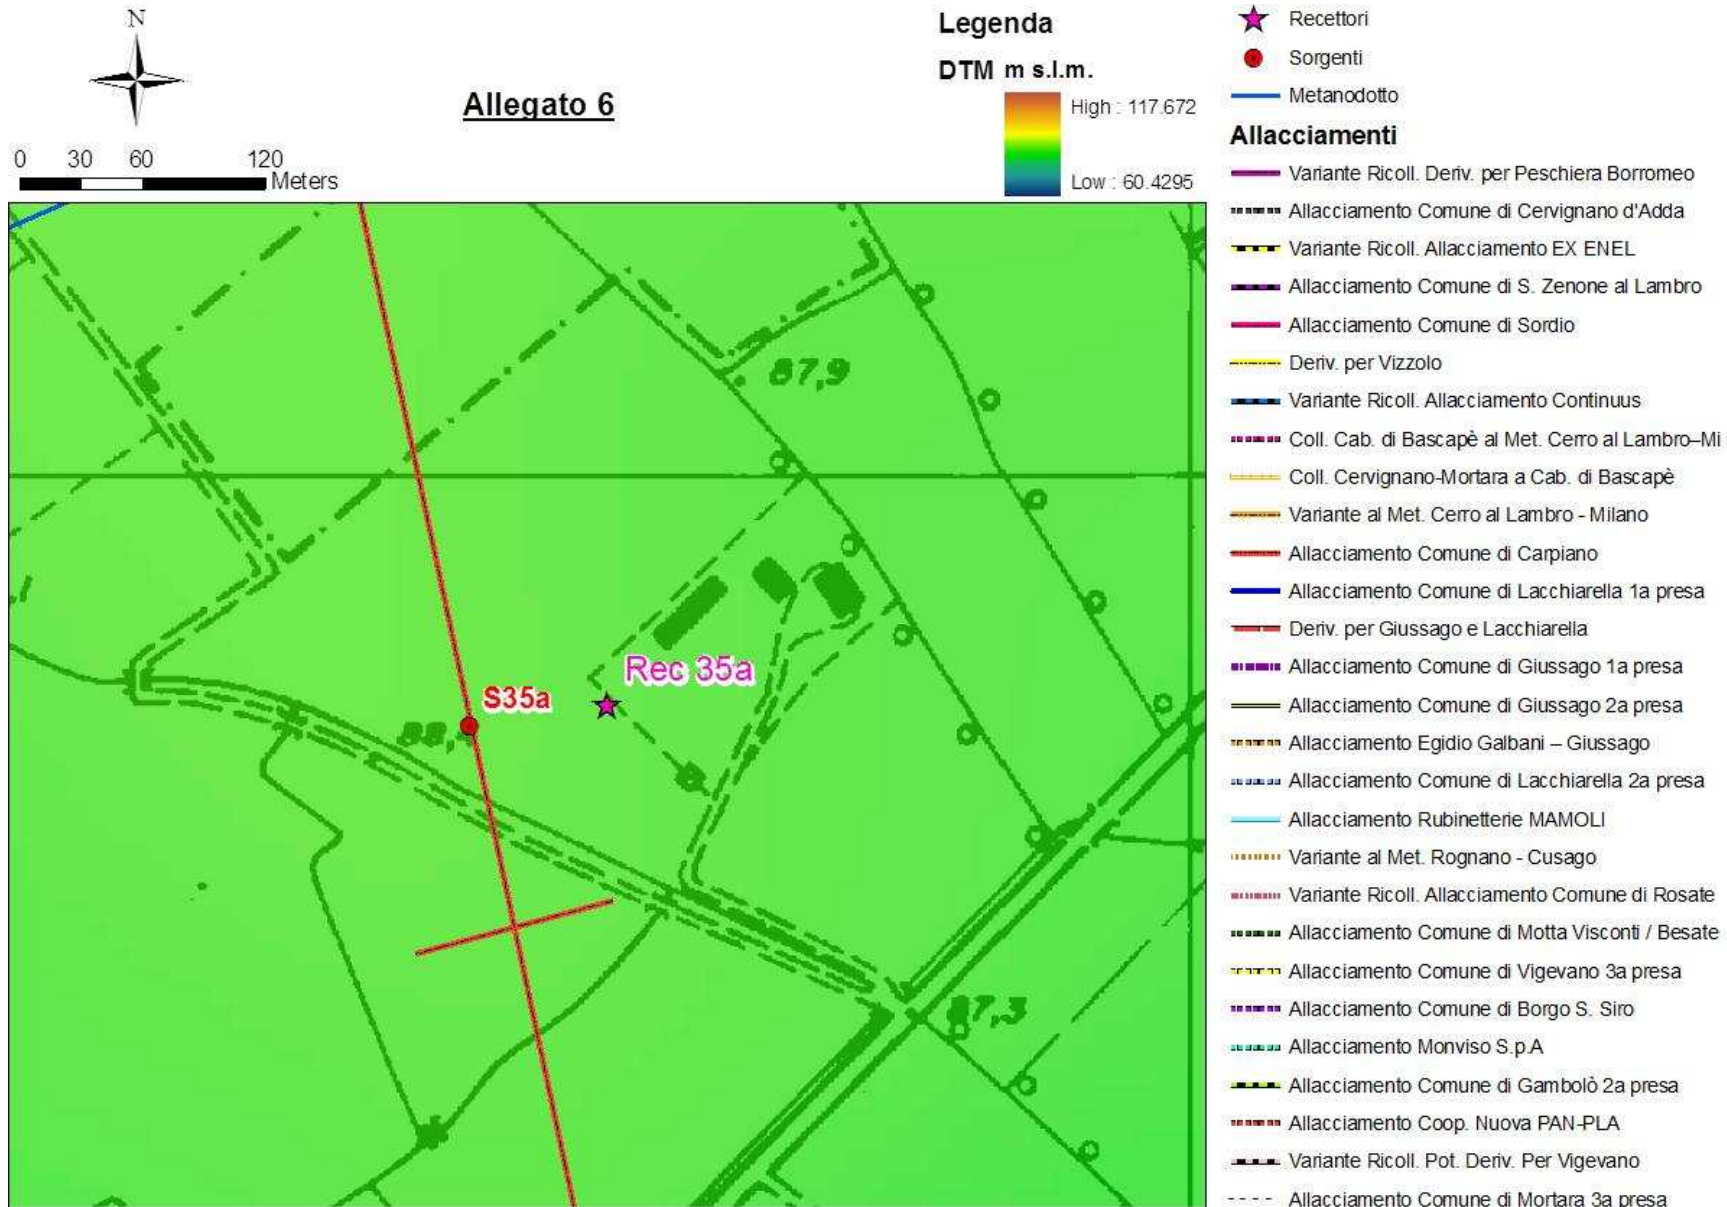 N
Allegato 6
0 30 60 120
Meters
Legenda
DTM m s.l.m.
High : 117.672
Low : 60.4295
Recettori
Sorgenti
Metanodotto
Allacciamenti
Variante Ricoll. Deriv. per Peschiera Borromeo
Allacciamento Comune di Cervignano d'Adda
Variante Ricoll. Allacciamento EX ENEL
Allacciamento Comune di S. Zenone al Lambro
Allacciamento Comune di Sordio
Deriv. per Vizzolo
Variante Ricoll. Allacciamento Continuus
Coll. Cab. di Bascapè al Met. Cerro al Lambro–Mi
Coll. Cervignano-Mortara a Cab. di Bascapè
Variante al Met. Cerro al Lambro - Milano
Allacciamento Comune di Carpiano
Allacciamento Comune di Lacchiarella 1a presa
Deriv. per Giussago e Lacchiarella
Allacciamento Comune di Giussago 1a presa
Allacciamento Comune di Giussago 2a presa
Allacciamento Egidio Galbani – Giussago
Allacciamento Comune di Lacchiarella 2a presa
Allacciamento Rubinetterie MAMOLI
Variante al Met. Rognano - Cusago
Variante Ricoll. Allacciamento Comune di Rosate
Allacciamento Comune di Motta Visconti / Besate
Allacciamento Comune di Vigevano 3a presa
Allacciamento Comune di Borgo S. Siro
Allacciamento Monviso S.p.A
Allacciamento Comune di Gambolò 2a presa
Allacciamento Coop. Nuova PAN-PLA
Variante Ricoll. Pot. Deriv. Per Vigevano
Allacciamento Comune di Mortara 3a presa
87,9
Rec 35a
S35a
87,3